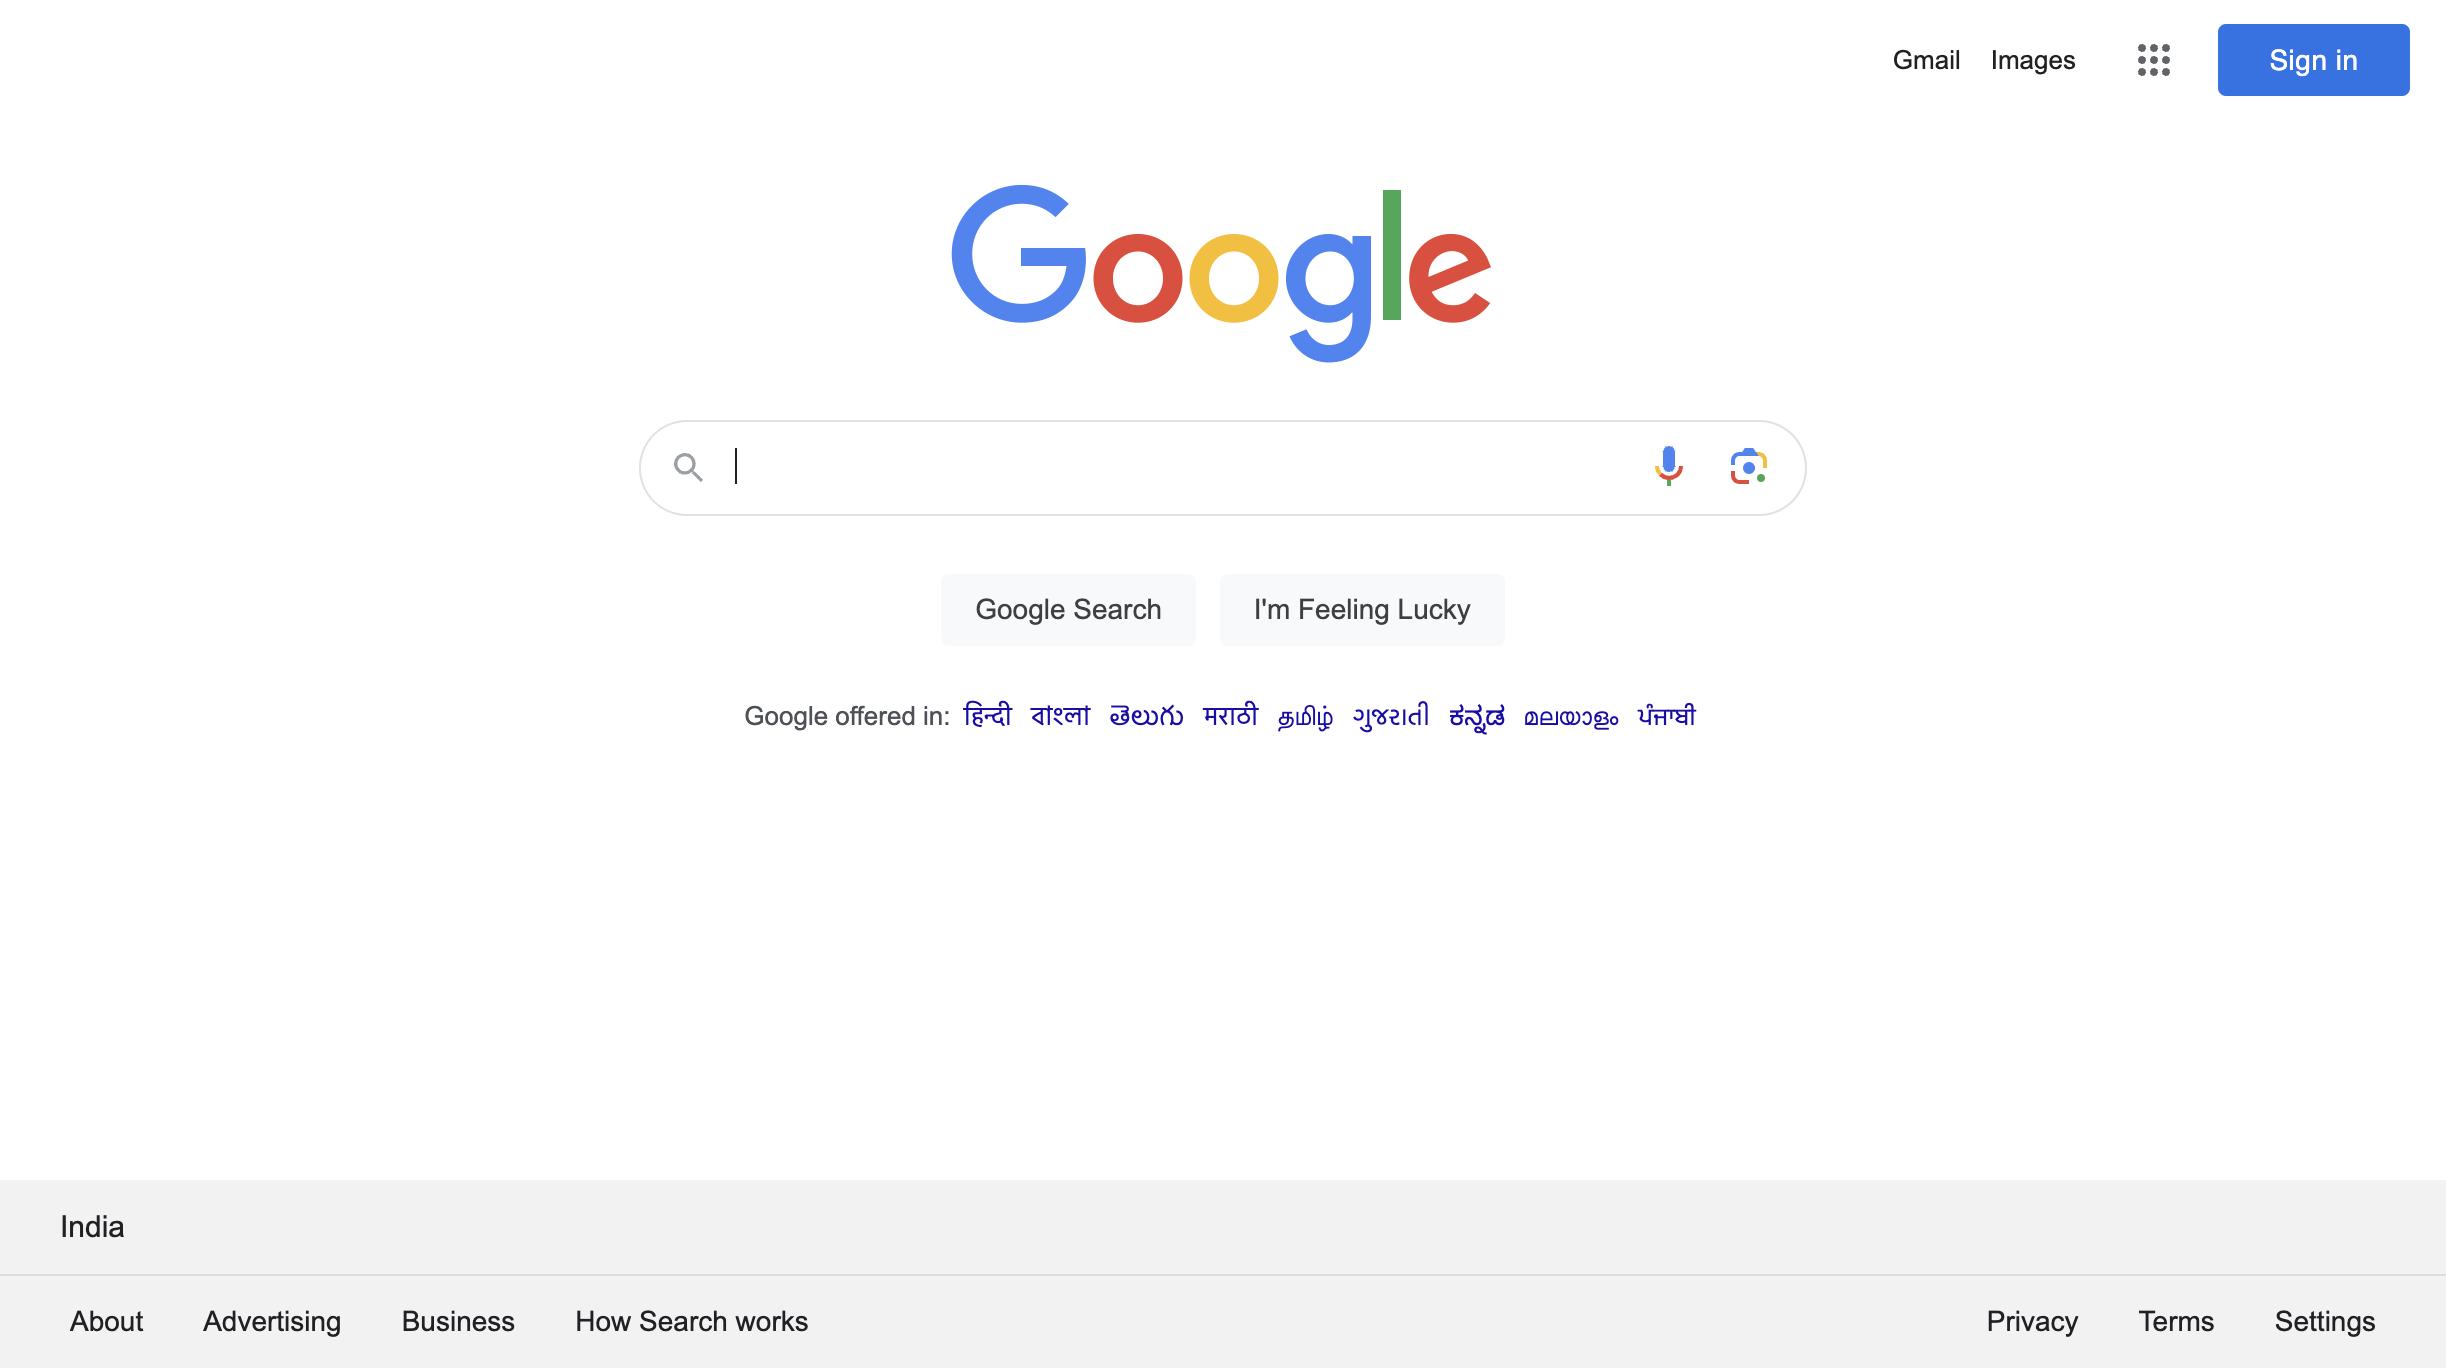 Gmail Images Sign in
Google
Google Search I'm Feeling Lucky
Google offered in: हिन्दी বাংলা తెలుగు मराठी தமிழ் ગુજરાતી ಕನ್ನಡ മലയാളം ਪੰਜਾਬੀ
India
About Advertising Business How Search works Privacy Terms Settings